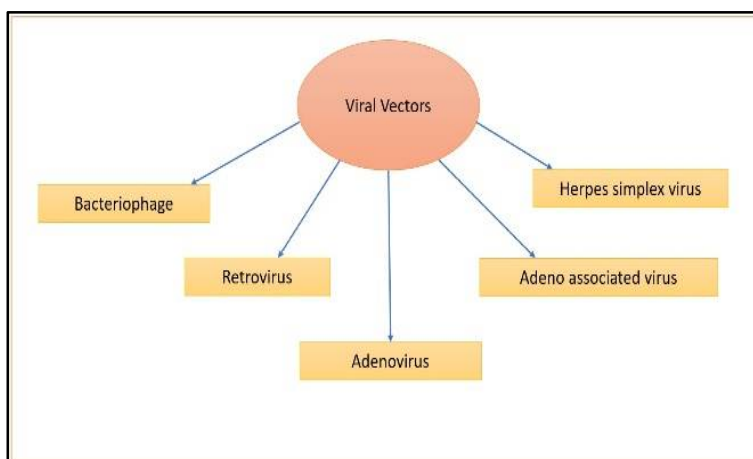 Viral Vectors
Bacteriophage
Herpes simplex virus
Retrovirus
Adeno associated virus
Adenovirus